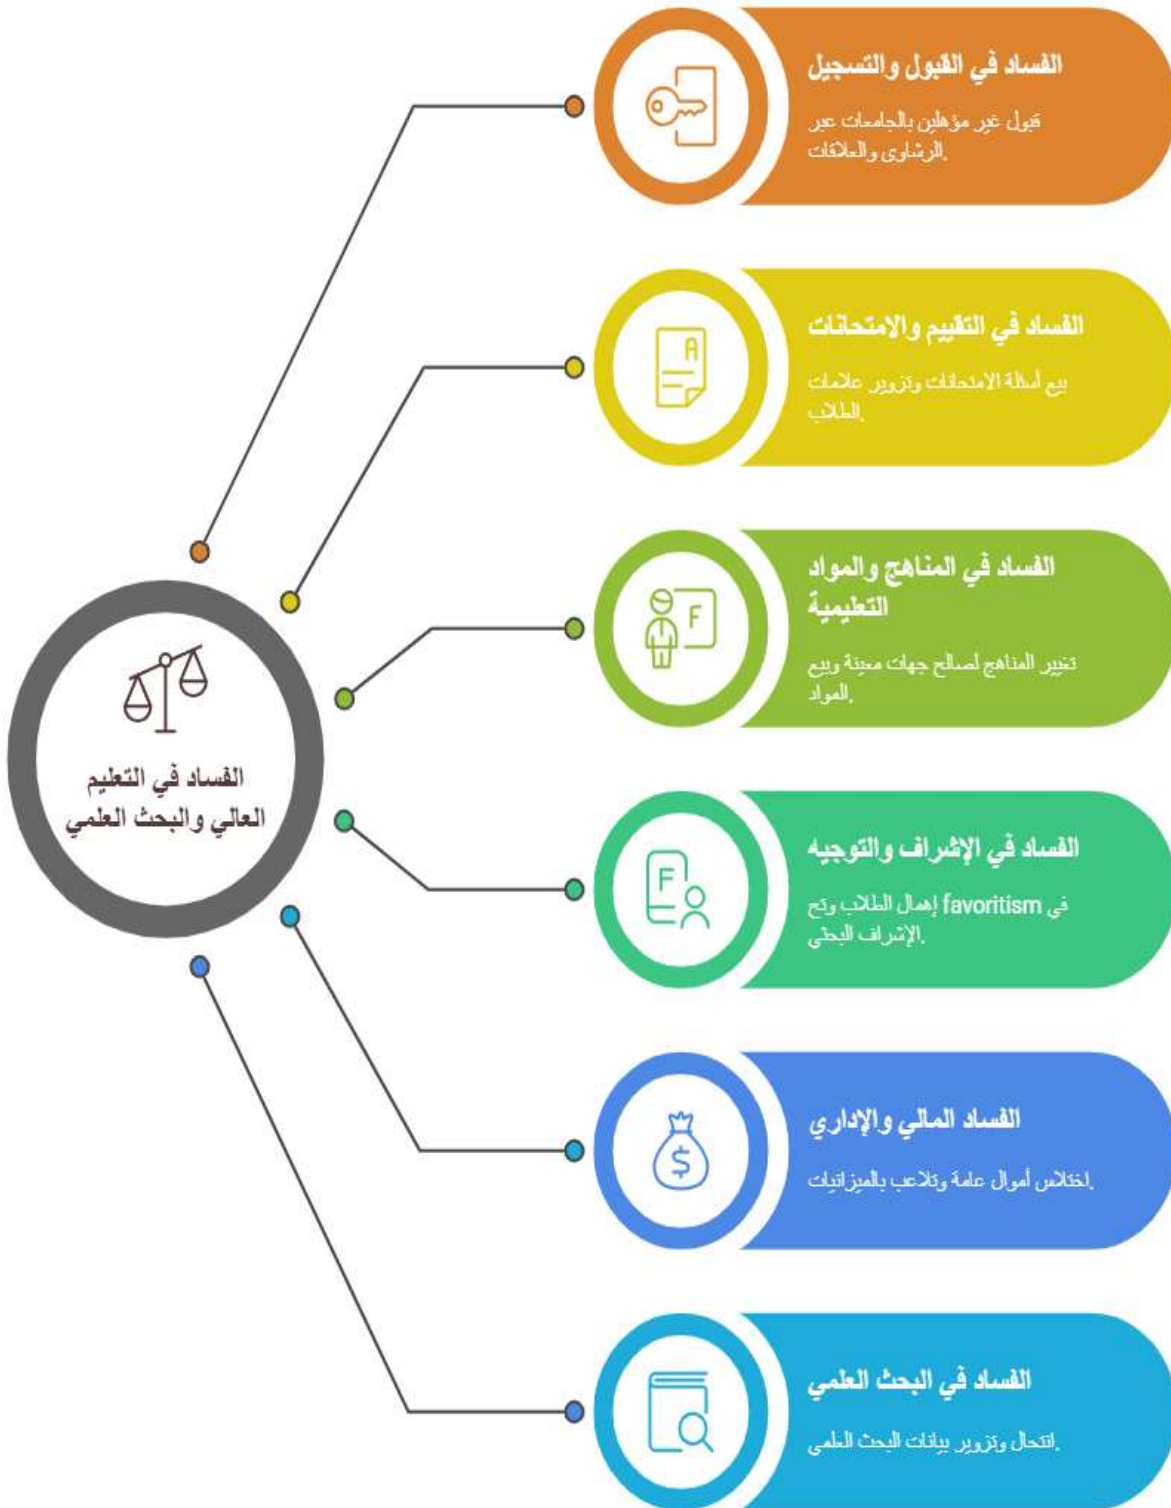 الفساد في القبول والتسجيل
قبول غير مؤهلين بالجامعات عبر
الرشاوى والعلاقات.
الفساد في التقييم والامتحانات
A
بيع أسئلة الامتحانات وتزوير علامات
الطلاب.
الفساد في المناهج والمواد
التعليمية
F
تغيير المناهج لصالح جهات معينة وبيع
المواد.
الفساد في التعليم
العالي والبحث العلمي
الفساد في الإشراف والتوجيه
F
في favoritism إهمال الطلاب وتح
الإشراف البحثي.
الفساد المالي والإداري
$
اختلاس أموال عامة وتلاعب بالميزانيات.
الفساد في البحث العلمي
انتحال وتزوير بيانات البحث العلمي.